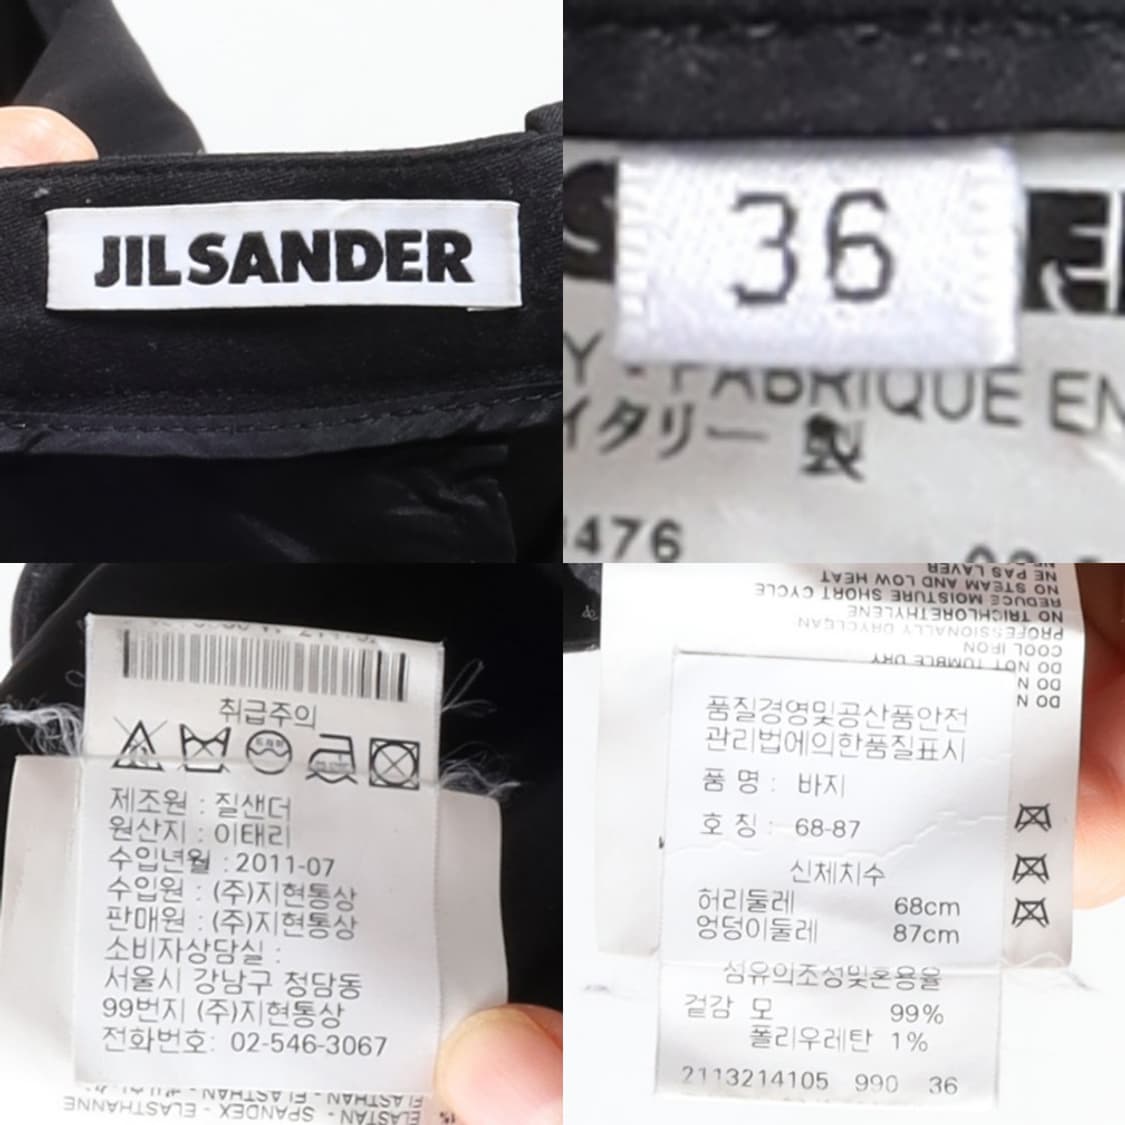 JIL SANDER
36
FABRIQUE EN
イタリー 製
476
취급주의
제조원 : 질샌더
원산지 : 이태리
수입년월 : 2011-07
수입원 : (주)지현통상
판매원 : (주)지현통상
소비자상담실 :
서울시 강남구 청담동
99번지 (주)지현통상
전화번호: 02-546-3067
ELASTHANNE - SPANDEX - ELASTAN
NE PAS LAVER
NO STEAM AND LOW HEAT
REDUCE MOISTURE SHORT CYCLE
NO TRICHLORETHYLENE
PROFESSIONALLY DRYCLEAN
COOL IRON
DO NOT TUMBLE DRY
DO N
DO N
품질경영및공산품안전
관리법에의한품질표시
품 명 : 바지
호 칭 : 68-87
신체치수
허리둘레 68cm
엉덩이둘레 87cm
섬유의조성및혼용율
겉감 모 99%
폴리우레탄 1%
2113214105 990 36